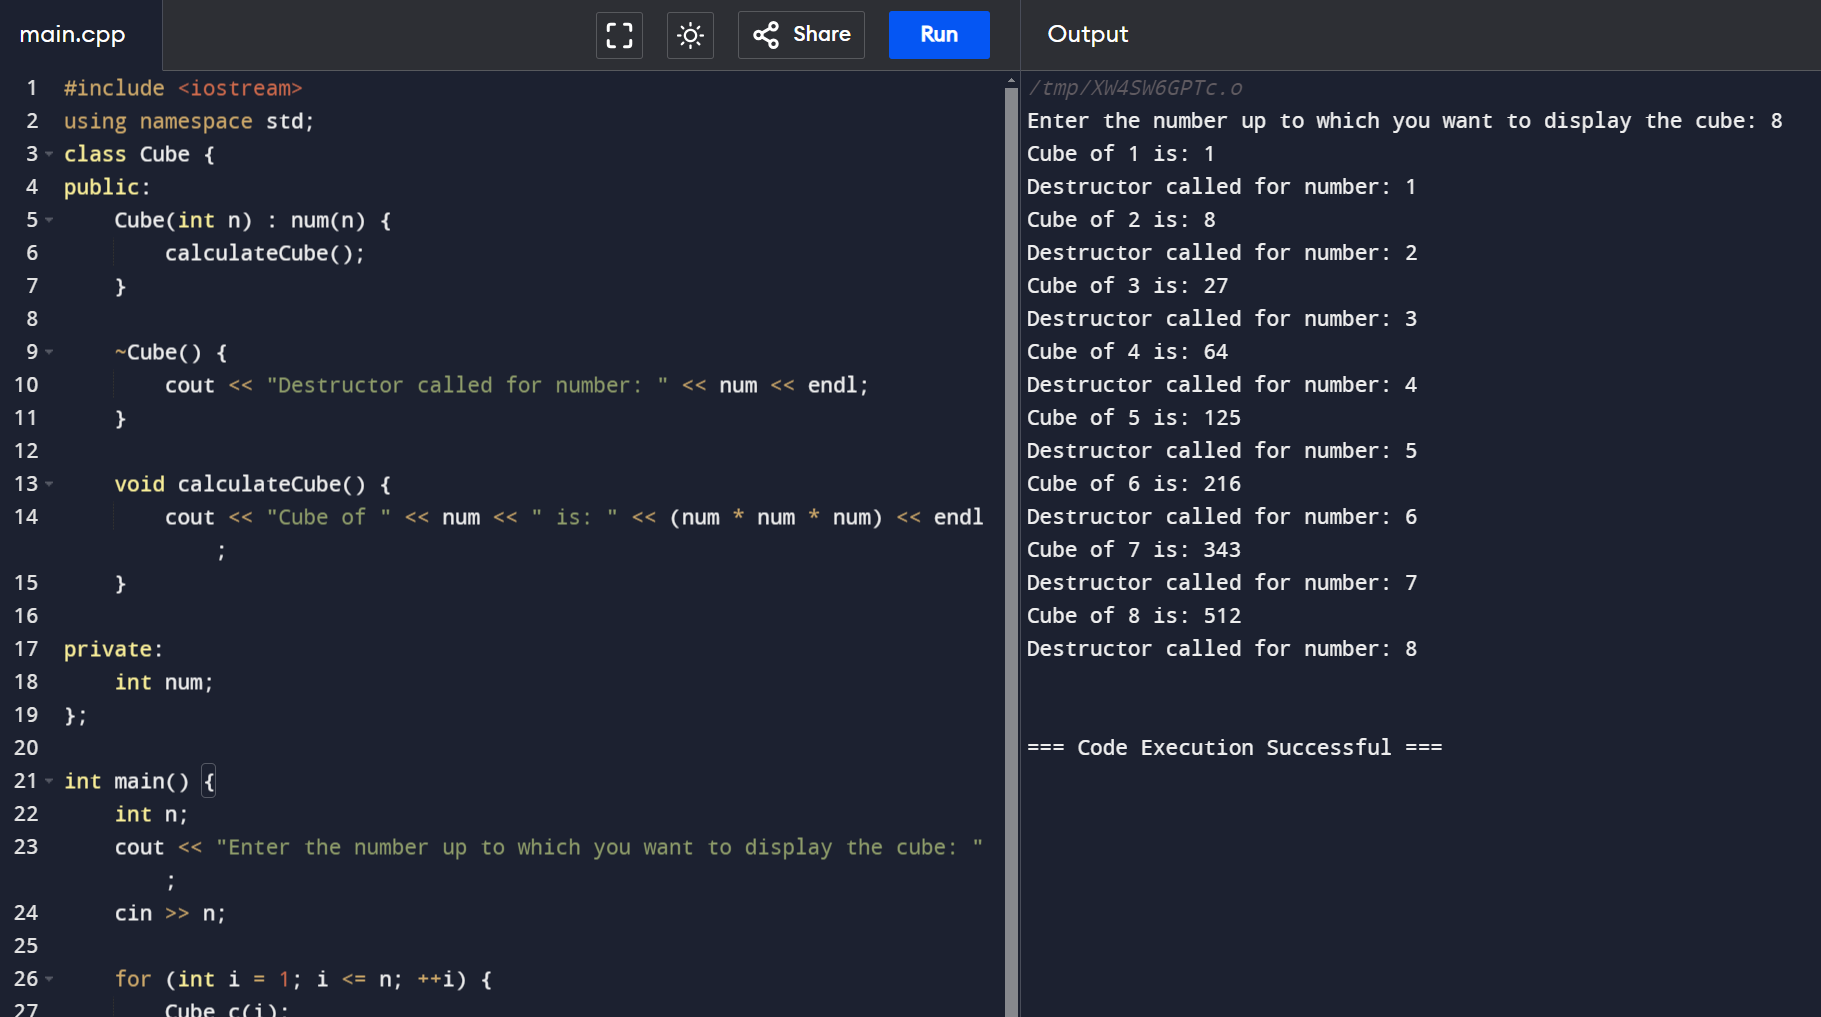 main.cpp
Share
Run
Output
1 #include <iostream>
2 using namespace std;
3 class Cube {
4 public:
5     Cube(int n) : num(n) {
6         calculateCube();
7     }
8
9     ~Cube() {
10         cout << "Destructor called for number: " << num << endl;
11     }
12
13     void calculateCube() {
14         cout << "Cube of " << num << " is: " << (num * num * num) << endl
;
15     }
16
17 private:
18     int num;
19 };
20
21 int main() {
22     int n;
23     cout << "Enter the number up to which you want to display the cube: "
;
24     cin >> n;
25
26     for (int i = 1; i <= n; ++i) {
27         Cube c(i);
/tmp/XW4SW6GPTc.o
Enter the number up to which you want to display the cube: 8
Cube of 1 is: 1
Destructor called for number: 1
Cube of 2 is: 8
Destructor called for number: 2
Cube of 3 is: 27
Destructor called for number: 3
Cube of 4 is: 64
Destructor called for number: 4
Cube of 5 is: 125
Destructor called for number: 5
Cube of 6 is: 216
Destructor called for number: 6
Cube of 7 is: 343
Destructor called for number: 7
Cube of 8 is: 512
Destructor called for number: 8
=== Code Execution Successful ===